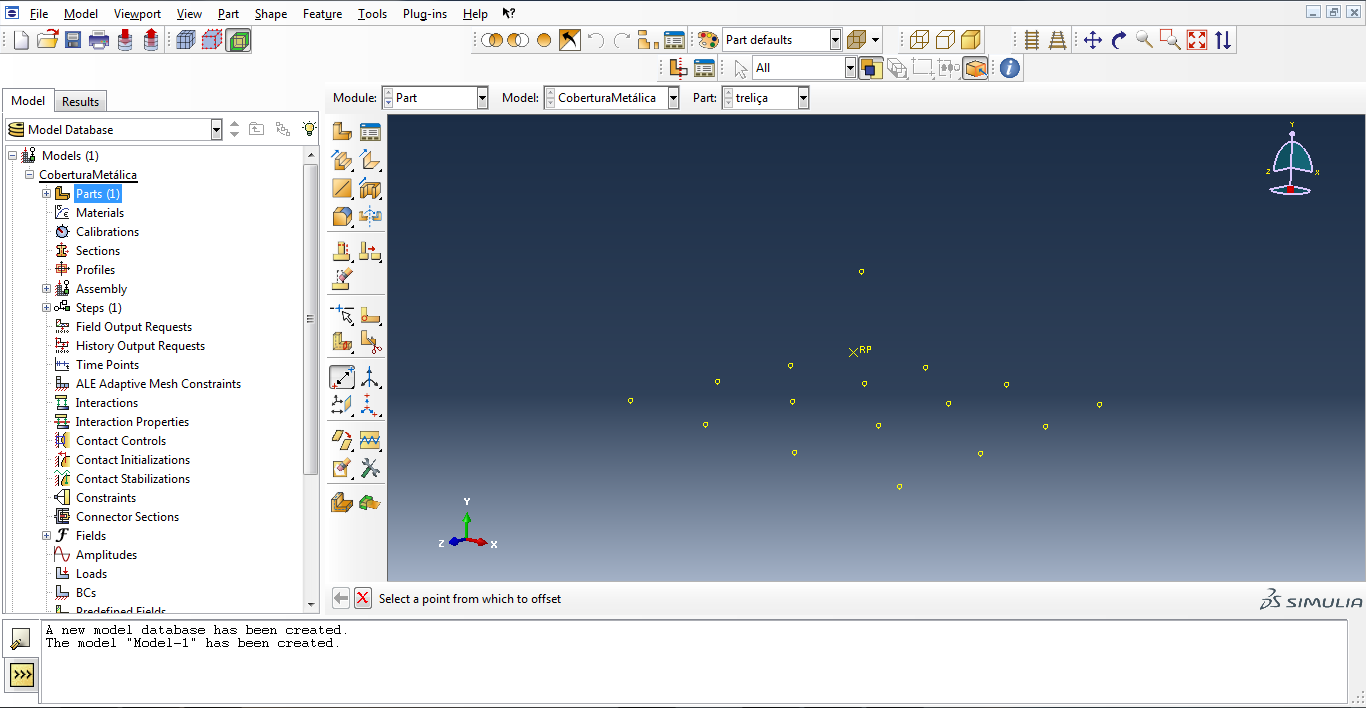 File Model Viewport View Part Shape Feature Tools Plug-ins Help
Part defaults
All
Model Results
Module: Part Model: CoberturaMetálica Part: treliça
Model Database
Models (1)
CoberturaMetálica
Parts (1)
Materials
Calibrations
Sections
Profiles
Assembly
Steps (1)
Field Output Requests
History Output Requests
Time Points
ALE Adaptive Mesh Constraints
Interactions
Interaction Properties
Contact Controls
Contact Initializations
Contact Stabilizations
Constraints
Connector Sections
Fields
Amplitudes
Loads
BCs
Predefined Fields
Y
Z
X
RP
Y
Z
X
Select a point from which to offset
SIMULIA
A new model database has been created.
The model "Model-1" has been created.